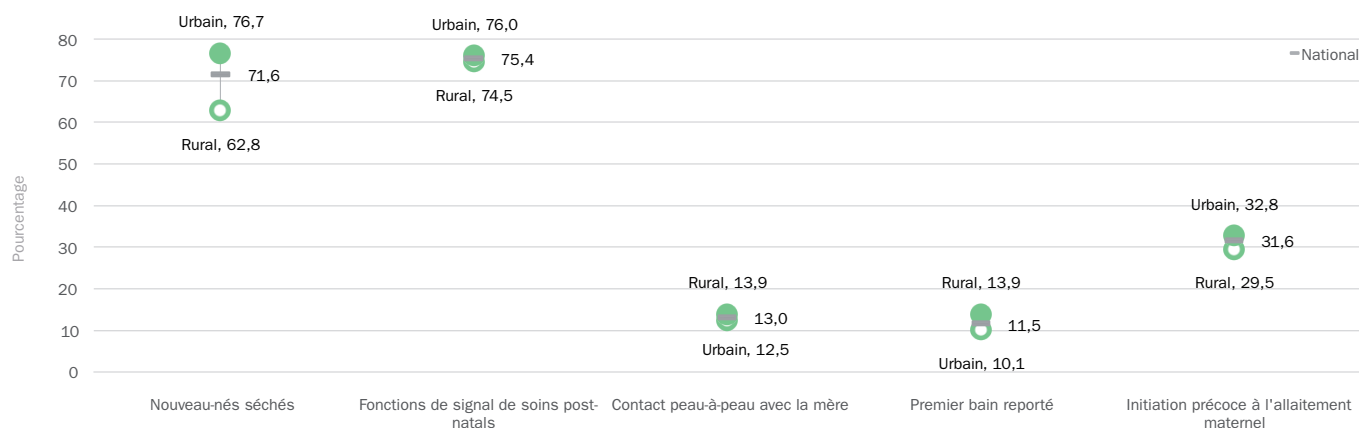 Urbain, 76,7
Urbain, 76,0
80
National
75,4
71,6
70
Rural, 74,5
60
Rural, 62,8
50
Pourcentage
40
Urbain, 32,8
31,6
30
Rural, 13,9
Rural, 13,9
Rural, 29,5
20
13,0
11,5
10
Urbain, 12,5
Urbain, 10,1
0
Nouveau-nés séchés
Fonctions de signal de soins post-
natals
Contact peau-à-peau avec la mère
Premier bain reporté
Initiation précoce à l'allaitement
maternel